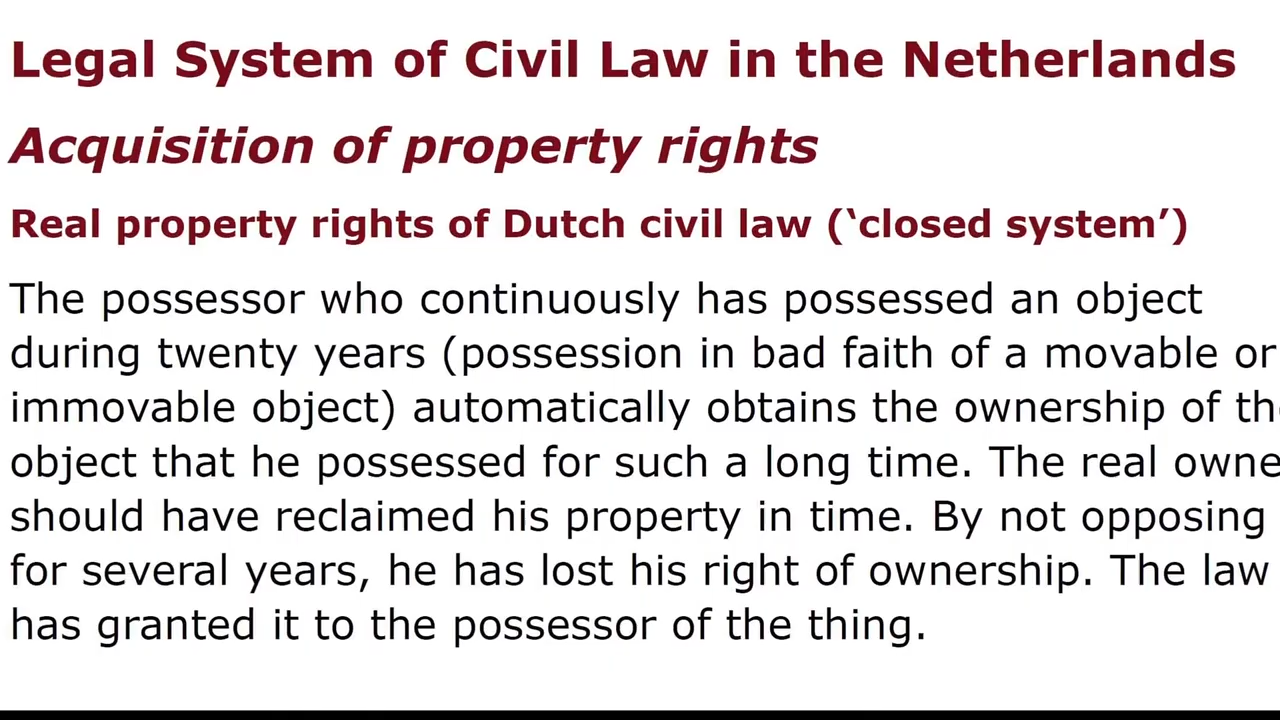 Legal System of Civil Law in the Netherlands
Acquisition of property rights
Real property rights of Dutch civil law (‘closed system’)
The possessor who continuously has possessed an object
during twenty years (possession in bad faith of a movable or
immovable object) automatically obtains the ownership of the
object that he possessed for such a long time. The real owne
should have reclaimed his property in time. By not opposing
for several years, he has lost his right of ownership. The law
has granted it to the possessor of the thing.